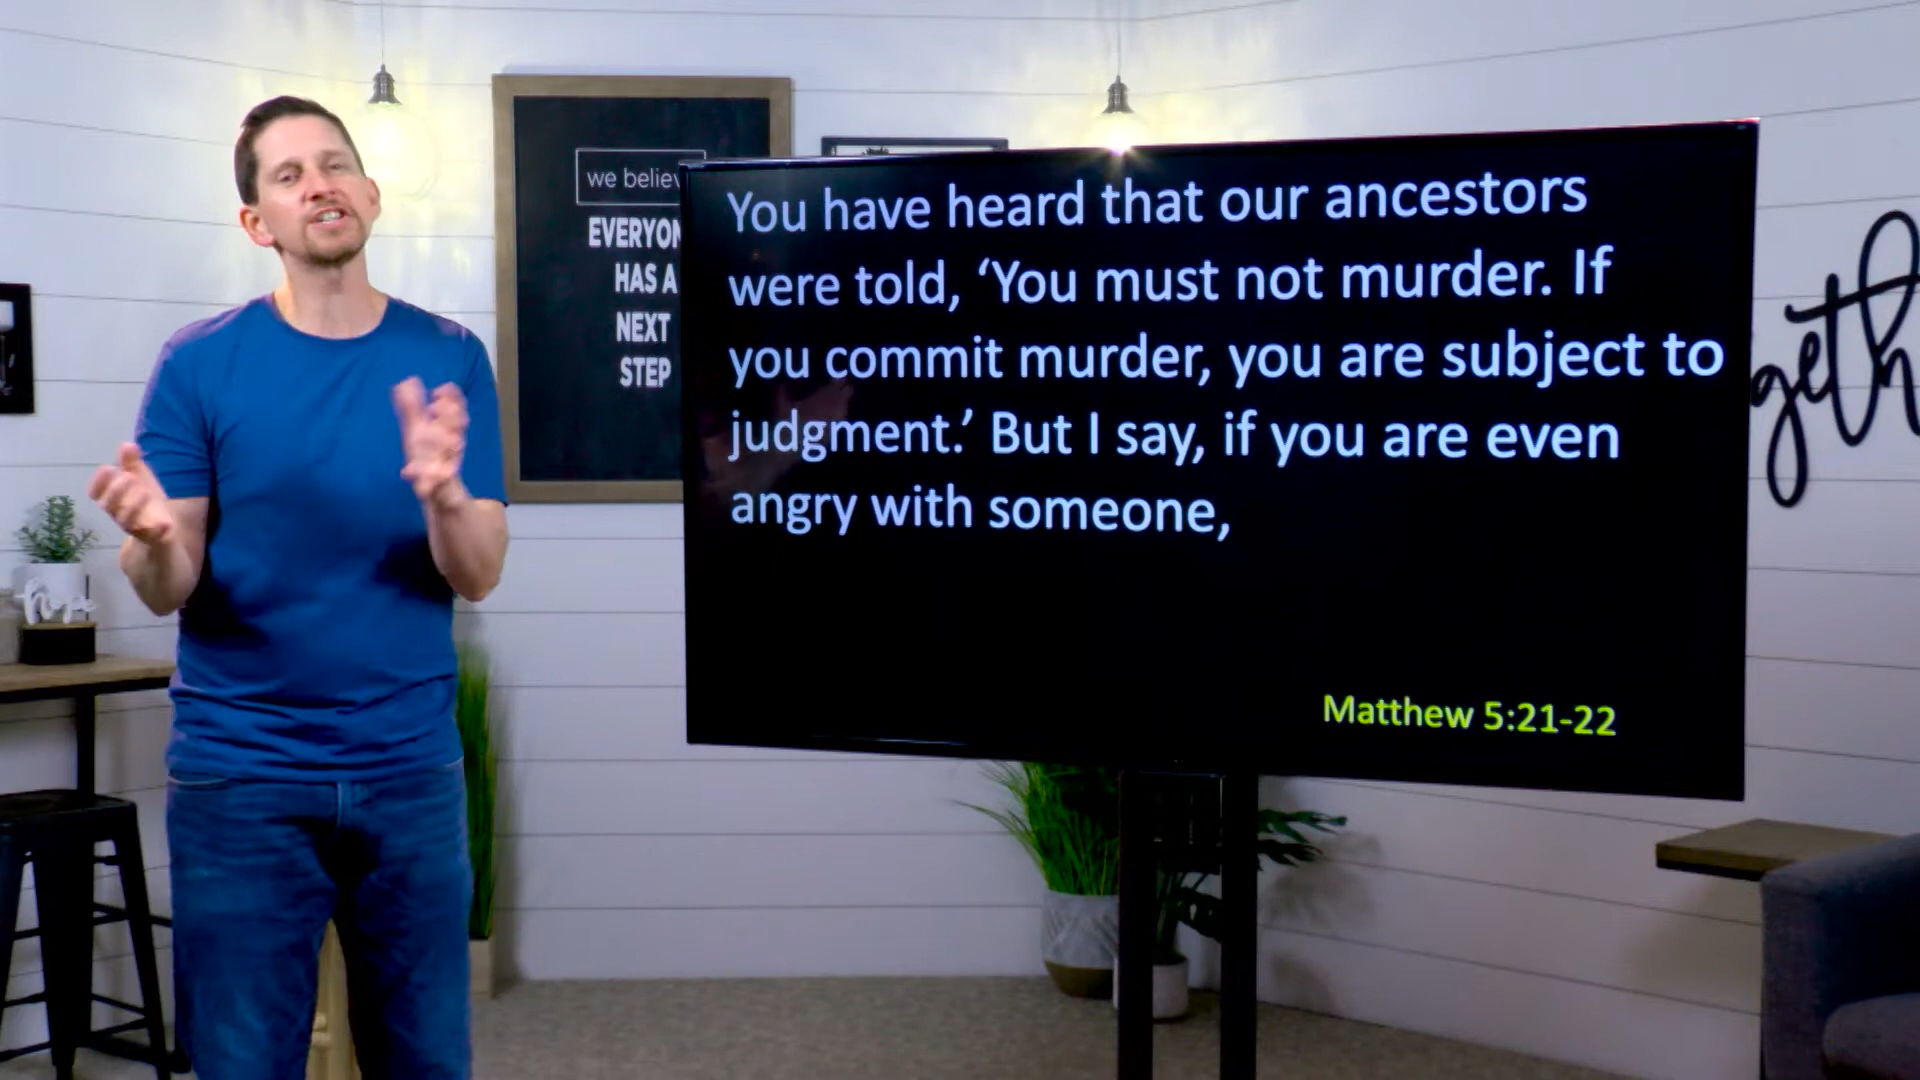 we believ
EVERYON
HAS A
NEXT
STEP
You have heard that our ancestors
were told, ‘You must not murder. If
you commit murder, you are subject to
judgment.’ But I say, if you are even
angry with someone,
Matthew 5:21-22
geth
hope